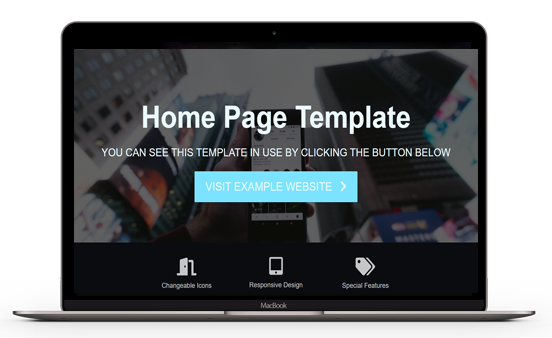 Home Page Template
YOU CAN SEE THIS TEMPLATE IN USE BY CLICKING THE BUTTON BELOW
VISIT EXAMPLE WEBSITE
Changeable Icons
Responsive Design
Special Features
MacBook